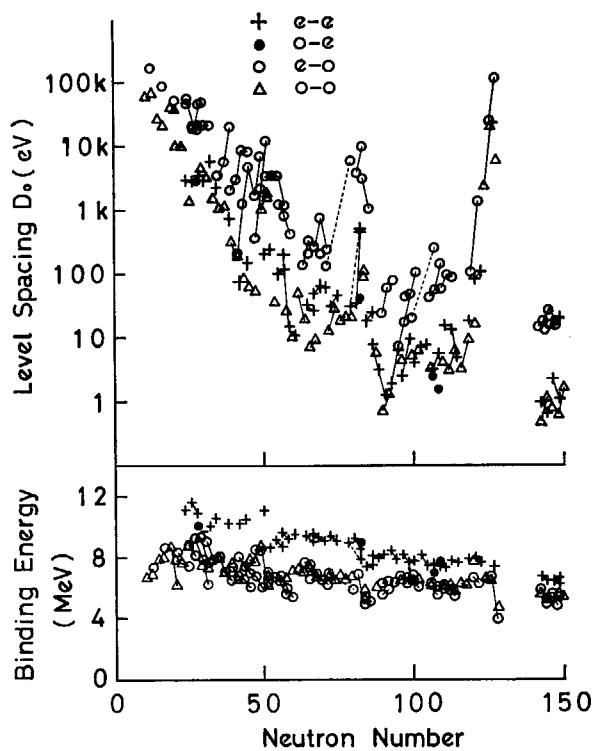 + e-e
● o-e
○ e-o
△ o-o
Level Spacing D₀(eV)
100k
10k
1k
100
10
1
Binding Energy
(MeV)
12
8
4
0
0 50 100 150
Neutron Number